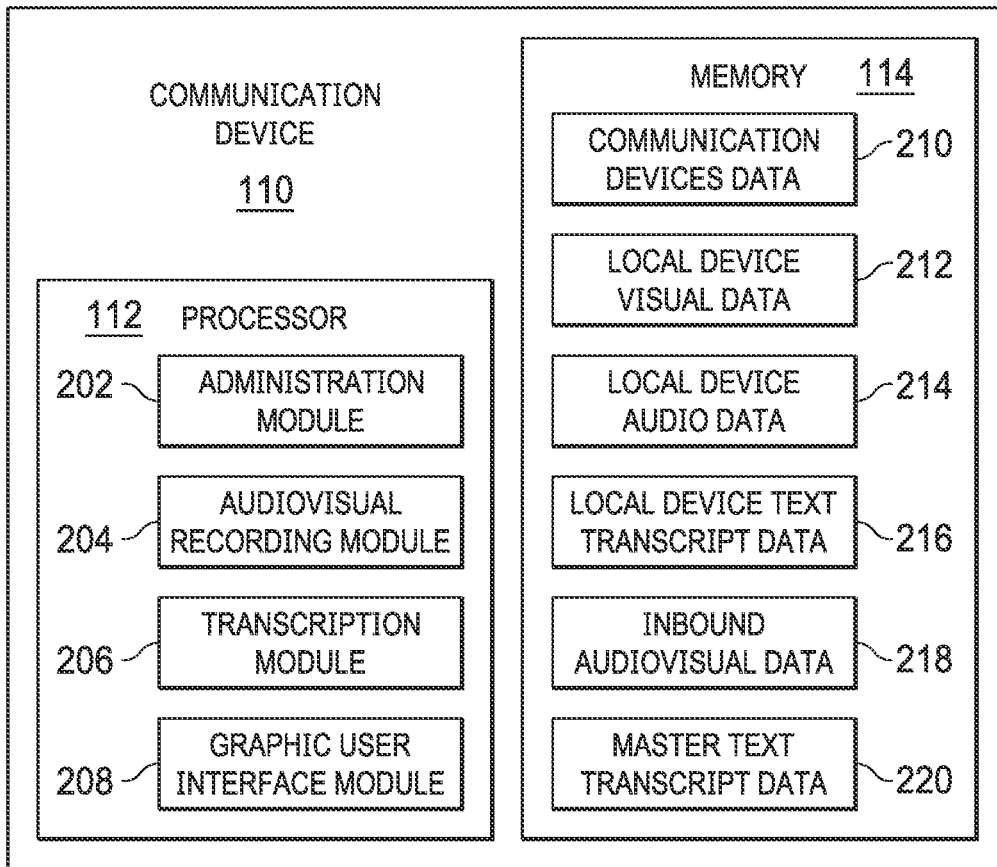 COMMUNICATION
DEVICE
110
112 PROCESSOR
202 ADMINISTRATION
MODULE
204 AUDIOVISUAL
RECORDING MODULE
206 TRANSCRIPTION
MODULE
208 GRAPHIC USER
INTERFACE MODULE
MEMORY 114
COMMUNICATION
DEVICES DATA 210
LOCAL DEVICE
VISUAL DATA 212
LOCAL DEVICE
AUDIO DATA 214
LOCAL DEVICE TEXT
TRANSCRIPT DATA 216
INBOUND
AUDIOVISUAL DATA 218
MASTER TEXT
TRANSCRIPT DATA 220